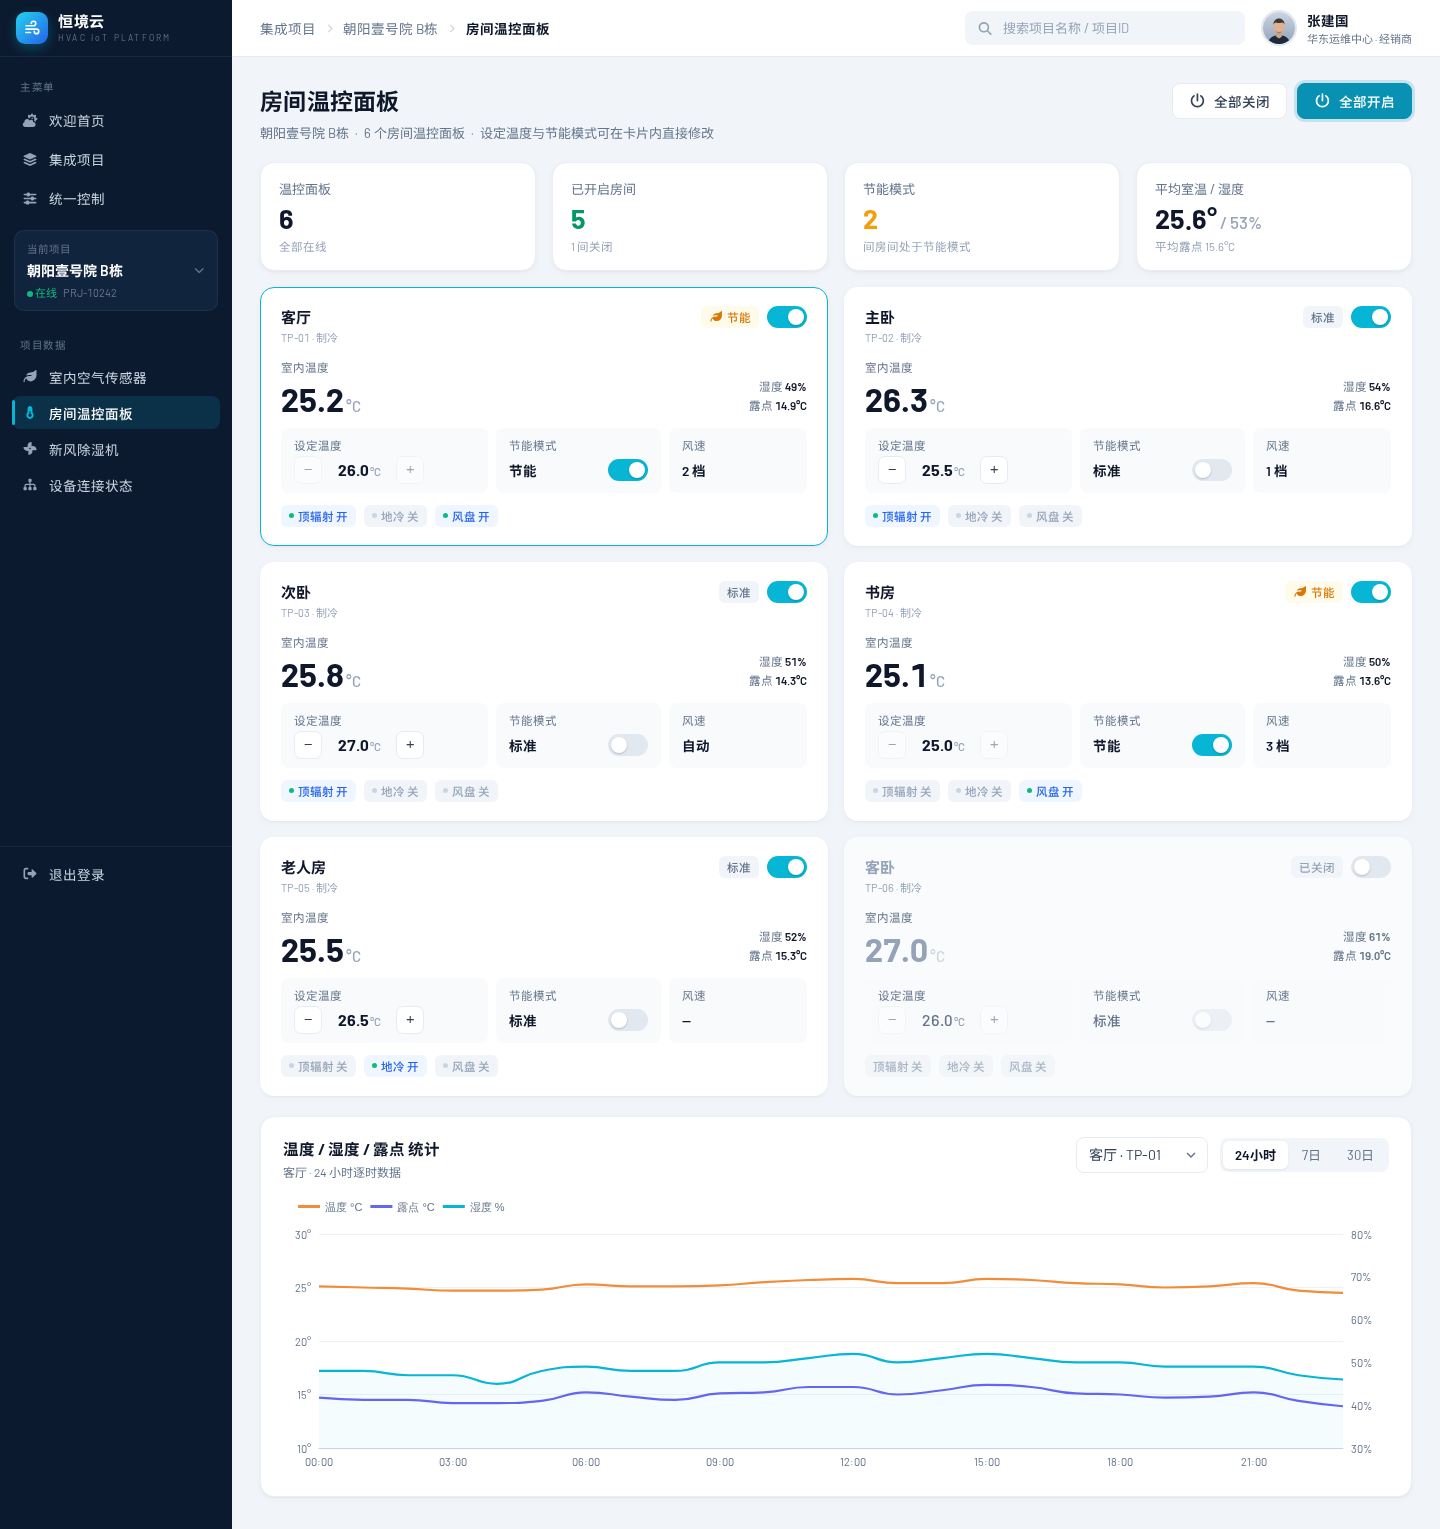 恒境云
HVAC IoT PLATFORM
主菜单
欢迎首页
集成项目
统一控制
当前项目
朝阳壹号院 B栋
在线 PRJ-10242
项目数据
室内空气传感器
房间温控面板
新风除湿机
设备连接状态
退出登录
集成项目 朝阳壹号院 B栋 房间温控面板
搜索项目名称 / 项目ID
张建国
华东运维中心 · 经销商
房间温控面板
朝阳壹号院 B栋 · 6 个房间温控面板 · 设定温度与节能模式可在卡片内直接修改
全部关闭
全部开启
温控面板
6
全部在线
已开启房间
5
1 间关闭
节能模式
2
间房间处于节能模式
平均室温 / 湿度
25.6° / 53%
平均露点 15.6°C
客厅
节能
TP-01 · 制冷
室内温度
25.2°C
湿度 49%
露点 14.9°C
设定温度
− 26.0°C +
节能模式
节能
风速
2 档
顶辐射 开 地冷 关 风盘 开
主卧
标准
TP-02 · 制冷
室内温度
26.3°C
湿度 54%
露点 16.6°C
设定温度
− 25.5°C +
节能模式
标准
风速
1 档
顶辐射 开 地冷 关 风盘 关
次卧
标准
TP-03 · 制冷
室内温度
25.8°C
湿度 51%
露点 14.3°C
设定温度
− 27.0°C +
节能模式
标准
风速
自动
顶辐射 开 地冷 关 风盘 关
书房
节能
TP-04 · 制冷
室内温度
25.1°C
湿度 50%
露点 13.6°C
设定温度
− 25.0°C +
节能模式
节能
风速
3 档
顶辐射 关 地冷 关 风盘 开
老人房
标准
TP-05 · 制冷
室内温度
25.5°C
湿度 52%
露点 15.3°C
设定温度
− 26.5°C +
节能模式
标准
风速
—
顶辐射 关 地冷 开 风盘 关
客卧
已关闭
TP-06 · 制冷
室内温度
27.0°C
湿度 61%
露点 19.0°C
设定温度
− 26.0°C +
节能模式
标准
风速
—
顶辐射 关 地冷 关 风盘 关
温度 / 湿度 / 露点 统计
客厅 · 24 小时逐时数据
客厅 · TP-01
24小时 7日 30日
温度 °C 露点 °C 湿度 %
30° 80%
25° 70%
60%
20° 50%
15° 40%
10° 30%
00:00 03:00 06:00 09:00 12:00 15:00 18:00 21:00